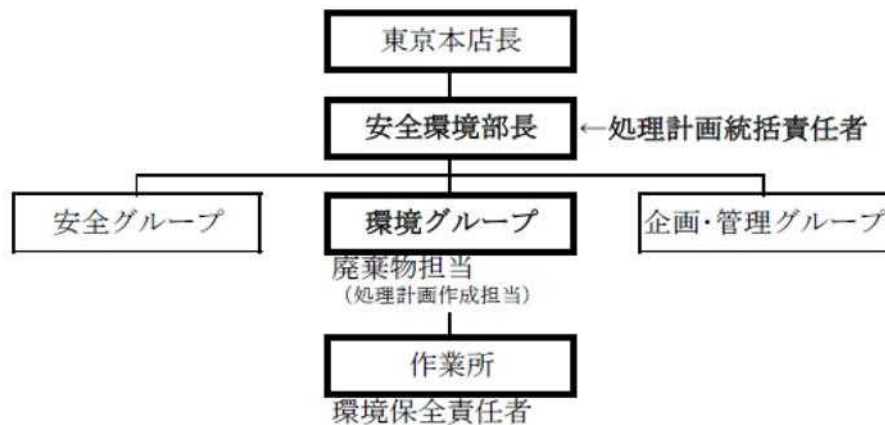 東京本店長
安全環境部長 ←処理計画統括責任者
安全グループ
環境グループ
企画・管理グループ
廃棄物担当
（処理計画作成担当）
作業所
環境保全責任者